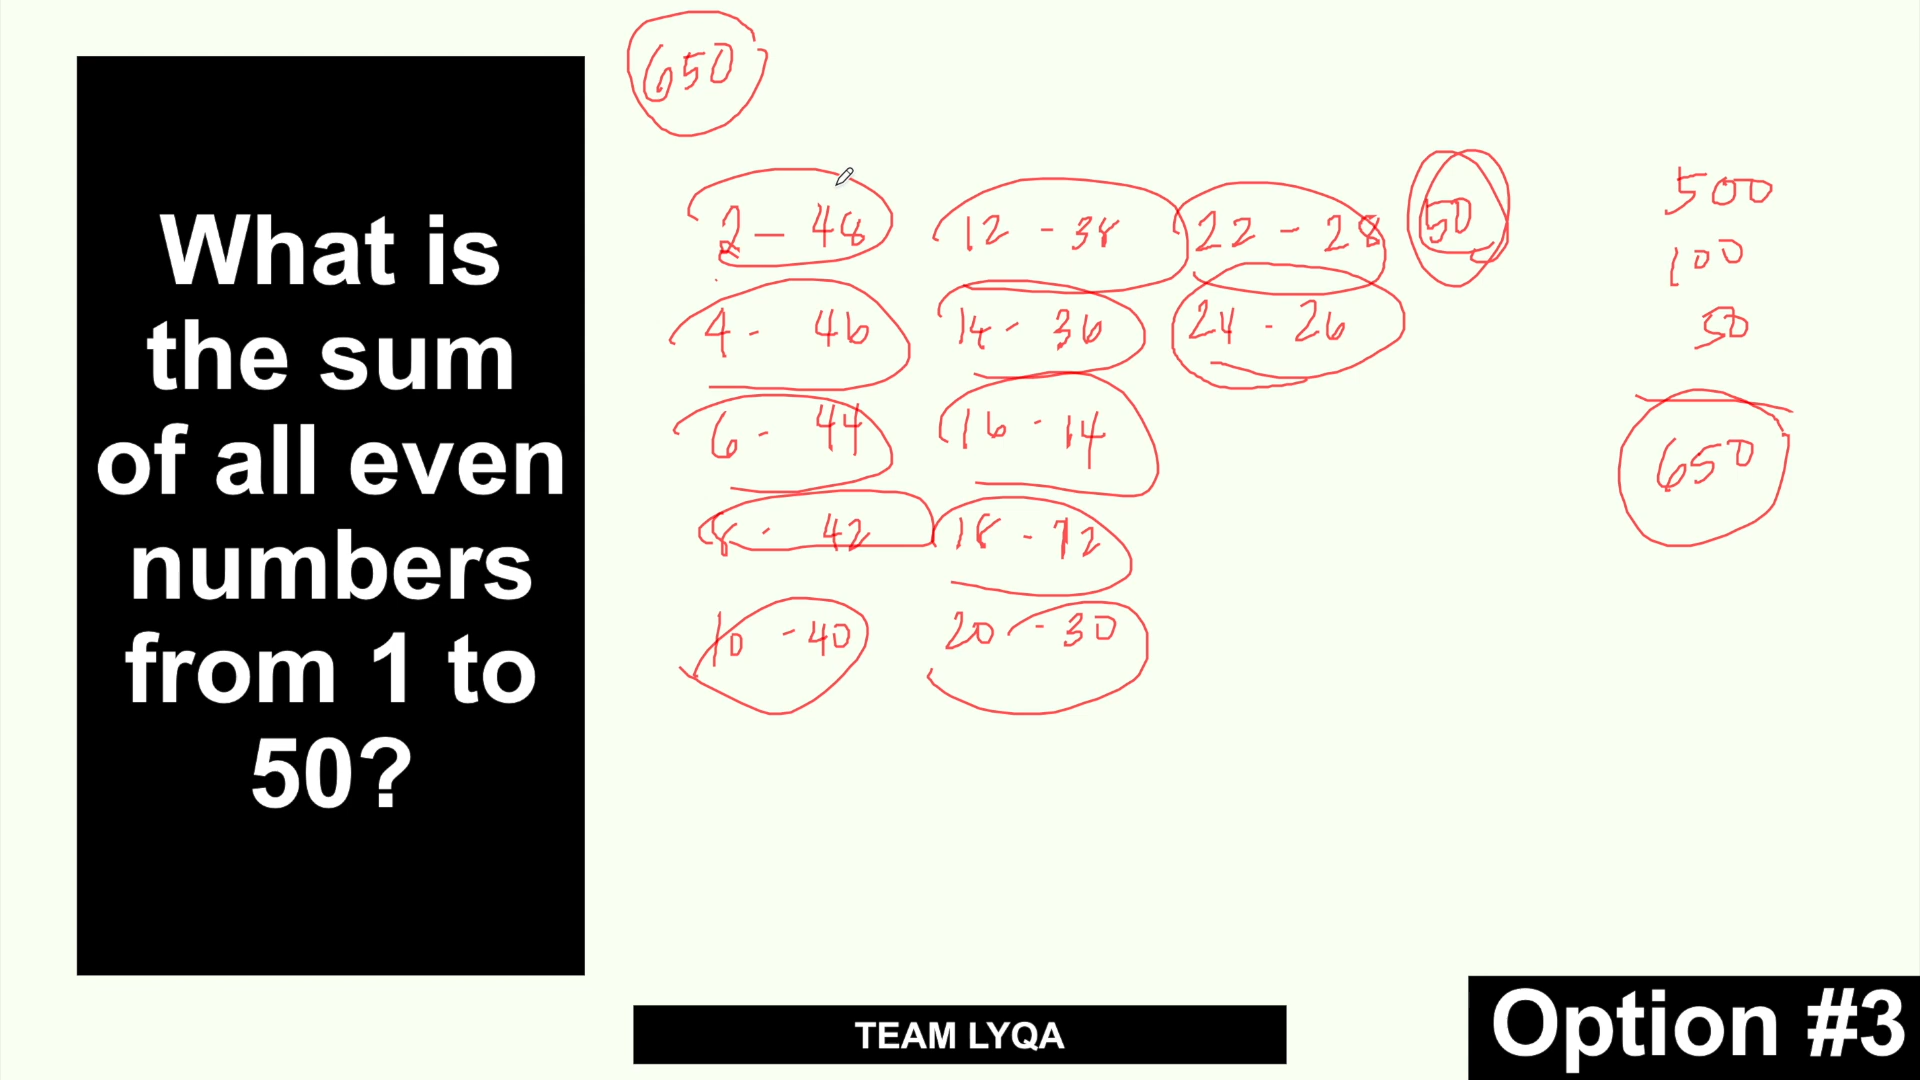 What is
the sum
of all even
numbers
from 1 to
50?
650
2 - 48 12 - 38 22 - 28 50
4 - 46 14 - 36 24 - 26
6 - 44 16 - 14
8 - 42 18 - 72
10 - 40 20 - 30
500
100
50
650
TEAM LYQA
Option #3